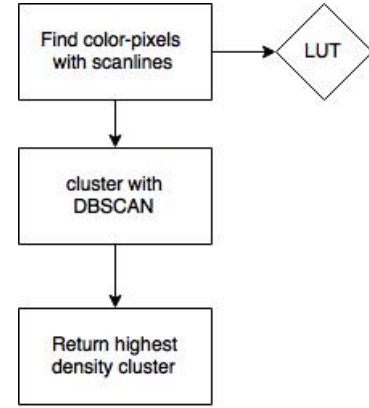 Find color-pixels
with scanlines
LUT
cluster with
DBSCAN
Return highest
density cluster